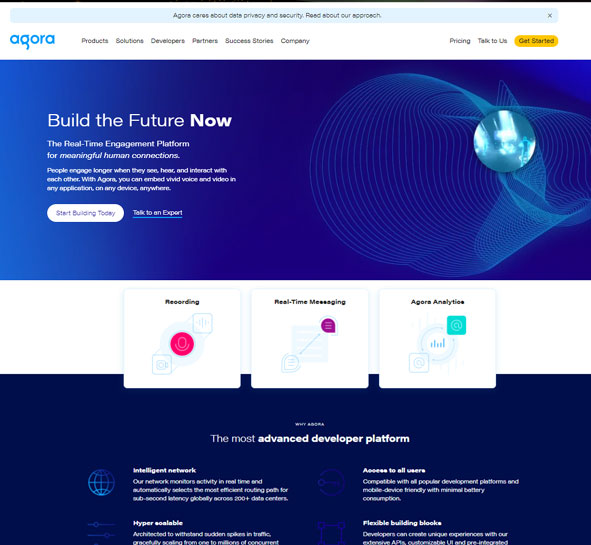 Agora cares about data privacy and security. Read about our approach.
agora
Products Solutions Developers Partners Success Stories Company
Pricing Talk to Us Get Started
Build the Future Now
The Real-Time Engagement Platform
for meaningful human connections.
People engage longer when they see, hear, and interact with
each other. With Agora, you can embed vivid voice and video in
any application, on any device, anywhere.
Start Building Today Talk to an Expert
Recording
Real-Time Messaging
Agora Analytics
WHY AGORA
The most advanced developer platform
Intelligent network
Our network monitors activity in real time and
automatically selects the most efficient routing path for
sub-second latency globally across 200+ data centers.
Access to all users
Compatible with all popular development platforms and
mobile-device friendly with minimal battery
consumption.
Hyper scalable
Architected to withstand sudden spikes in traffic,
gracefully scaling from one to millions of concurrent
Flexible building blocks
Developers can create unique experiences with our
extensive APIs, customizable UI and pre-integrated